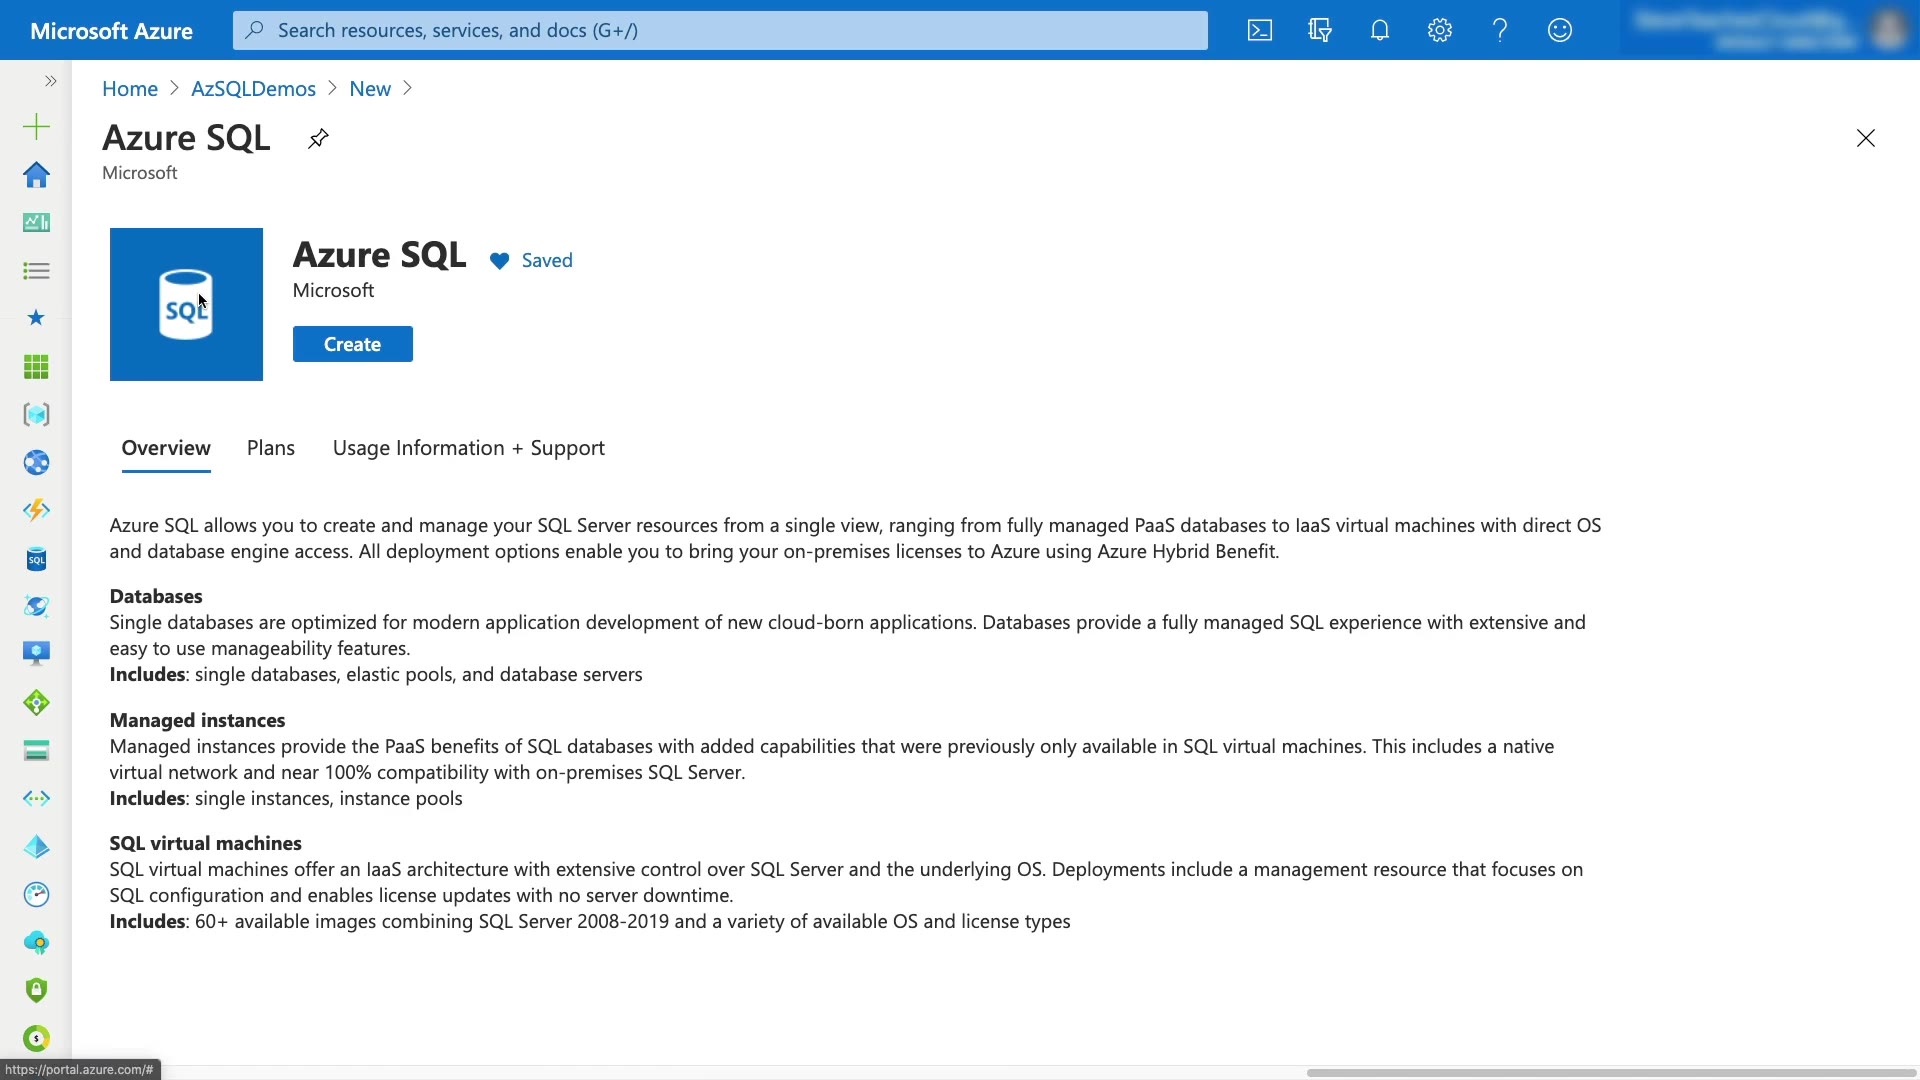 Microsoft Azure
Search resources, services, and docs (G+/)
Home > AzSQLDemos > New >
Azure SQL
Microsoft
SQL
Azure SQL
Saved
Microsoft
Create
Overview
Plans
Usage Information + Support
Azure SQL allows you to create and manage your SQL Server resources from a single view, ranging from fully managed PaaS databases to IaaS virtual machines with direct OS
and database engine access. All deployment options enable you to bring your on-premises licenses to Azure using Azure Hybrid Benefit.
Databases
Single databases are optimized for modern application development of new cloud-born applications. Databases provide a fully managed SQL experience with extensive and
easy to use manageability features.
Includes: single databases, elastic pools, and database servers
Managed instances
Managed instances provide the PaaS benefits of SQL databases with added capabilities that were previously only available in SQL virtual machines. This includes a native
virtual network and near 100% compatibility with on-premises SQL Server.
Includes: single instances, instance pools
SQL virtual machines
SQL virtual machines offer an IaaS architecture with extensive control over SQL Server and the underlying OS. Deployments include a management resource that focuses on
SQL configuration and enables license updates with no server downtime.
Includes: 60+ available images combining SQL Server 2008-2019 and a variety of available OS and license types
SQL
https://portal.azure.com/#